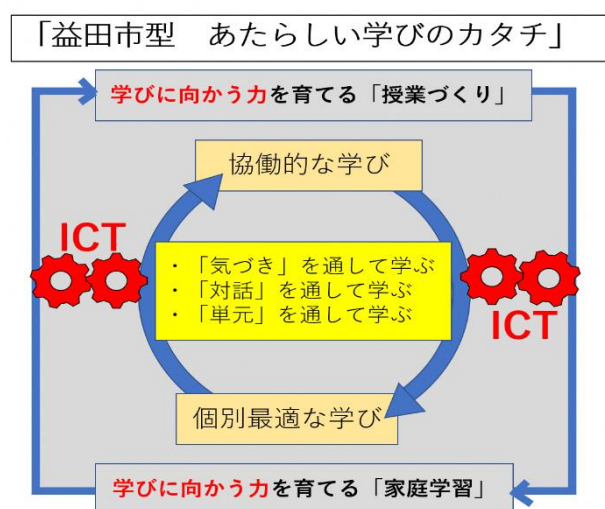 「益田市型　あたらしい学びのカタチ」
学びに向かう力を育てる「授業づくり」
協働的な学び
ICT
・「気づき」を通して学ぶ
・「対話」を通して学ぶ
・「単元」を通して学ぶ
ICT
個別最適な学び
学びに向かう力を育てる「家庭学習」